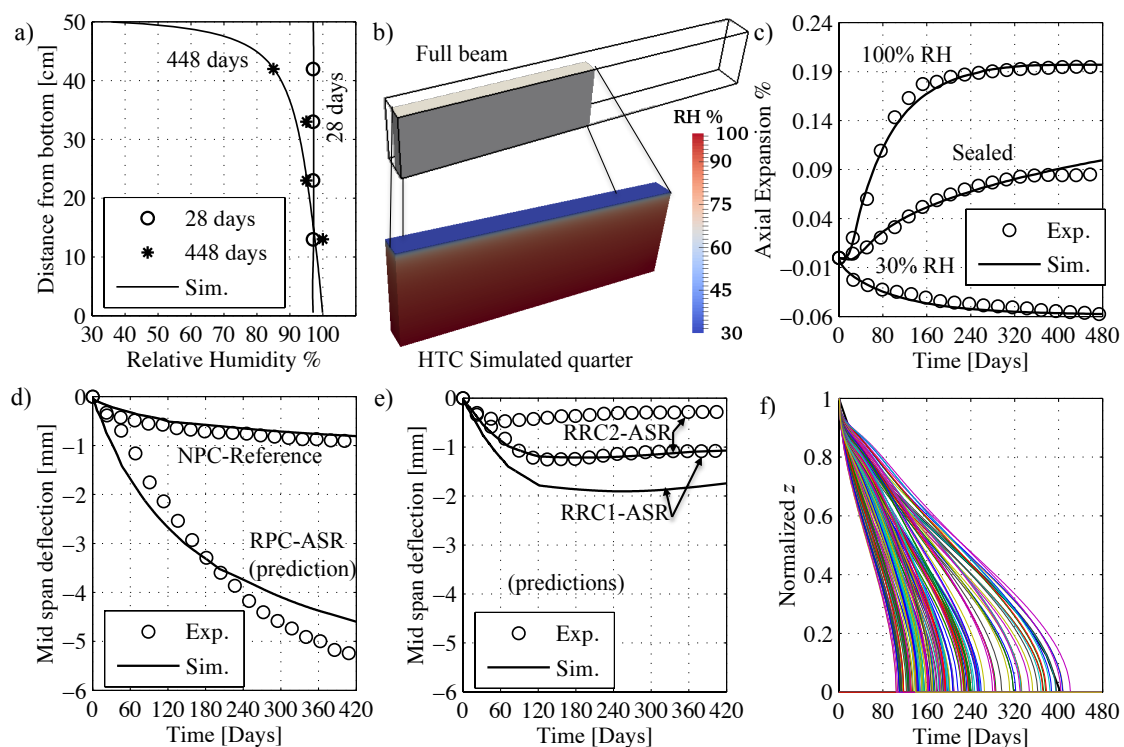 a)
50
40
30
20
10
0
448 days
28 days
28 days
448 days
Sim.
30 40 50 60 70 80 90 100
Relative Humidity %
Distance from bottom [cm]
b)
Full beam
RH %
100
90
75
60
45
30
HTC Simulated quarter
c)
0.19
0.14
0.09
0.04
−0.01
−0.06
100% RH
Sealed
30% RH
Exp.
Sim.
0 80 160 240 320 400 480
Time [Days]
Axial Expansion %
d)
0
−1
−2
−3
−4
−5
−6
NPC-Reference
RPC-ASR
(prediction)
Exp.
Sim.
0 60 120 180 240 300 360 420
Time [Days]
Mid span deflection [mm]
e)
0
−1
−2
−3
−4
−5
−6
RRC2-ASR
RRC1-ASR
(predictions)
Exp.
Sim.
0 60 120 180 240 300 360 420
Time [Days]
Mid span deflection [mm]
f)
1
0.8
0.6
0.4
0.2
0
0 80 160 240 320 400 480
Time [Days]
Normalized z